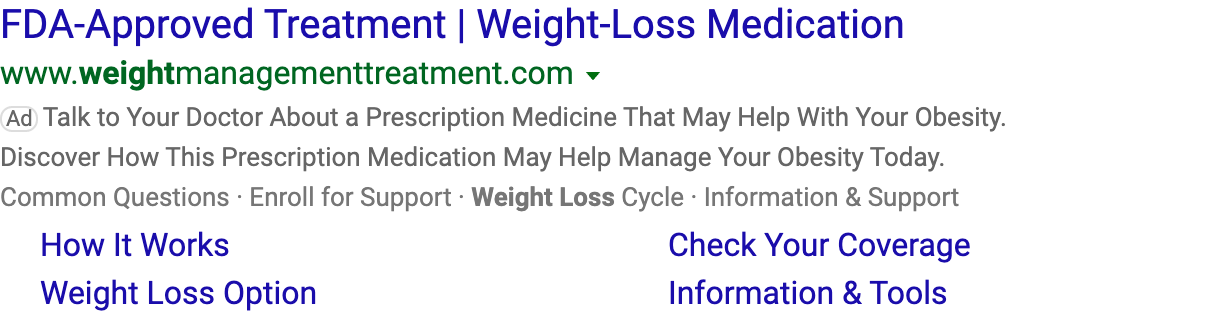 FDA-Approved Treatment | Weight-Loss Medication
www.weightmanagementtreatment.com
Ad Talk to Your Doctor About a Prescription Medicine That May Help With Your Obesity.
Discover How This Prescription Medication May Help Manage Your Obesity Today.
Common Questions · Enroll for Support · Weight Loss Cycle · Information & Support
How It Works Check Your Coverage
Weight Loss Option Information & Tools